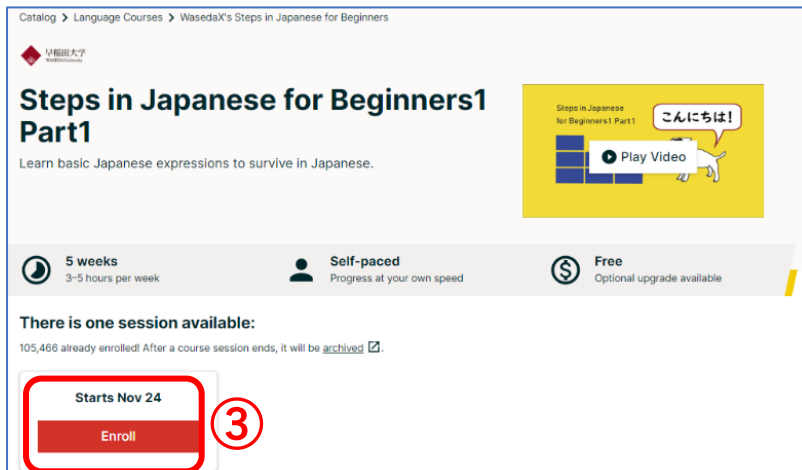 Catalog > Language Courses > WasedaX's Steps in Japanese for Beginners
早稲田大学
WASEDA University
Steps in Japanese for Beginners1
Part1
Learn basic Japanese expressions to survive in Japanese.
Steps in Japanese
for Beginners1 Part1
こんにちは!
Play Video
5 weeks
3–5 hours per week
Self-paced
Progress at your own speed
Free
Optional upgrade available
There is one session available:
105,466 already enrolled! After a course session ends, it will be archived.
Starts Nov 24
Enroll
③